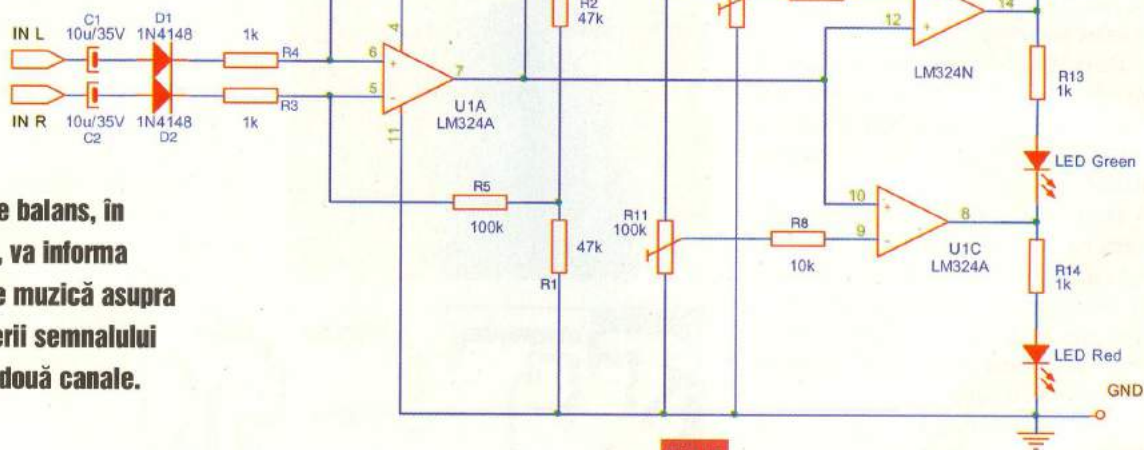 R2
47k
4
14
C1
10u/35V
D1
1N4148
1k
IN L
R4
6
+
7
12
+
LM324N
R13
1k
5
-
R3
IN R
10u/35V
C2
1N4148
D2
1k
U1A
LM324A
11
LED Green
e balans, în
, va informa
e muzică asupra
erii semnalului
două canale.
R5
100k
R11
100k
10
+
8
9
-
R8
10k
U1C
LM324A
47k
R1
R14
1k
LED Red
GND